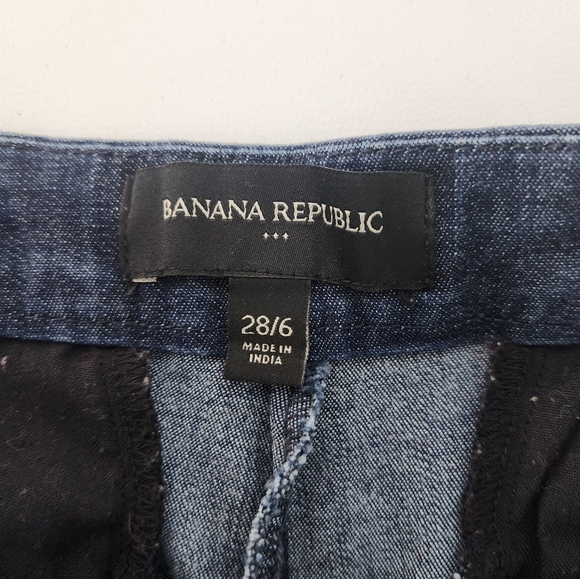 BANANA REPUBLIC
28/6
MADE IN
INDIA